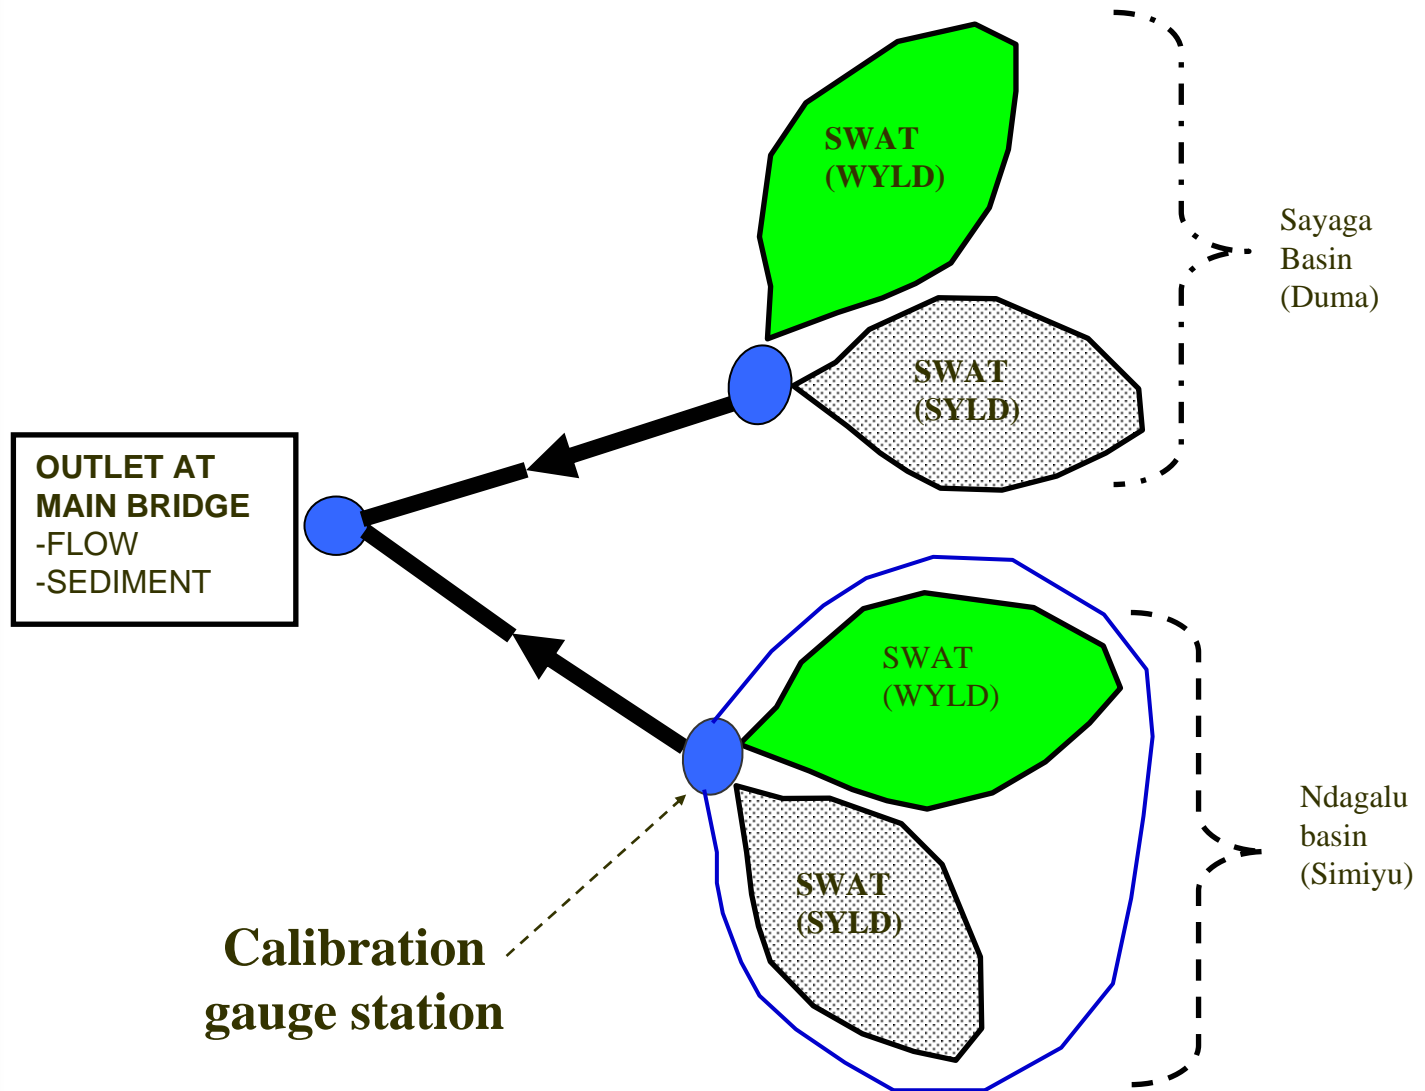 SWAT
(WYLD)
Sayaga
Basin
(Duma)
SWAT
(SYLD)
OUTLET AT
MAIN BRIDGE
-FLOW
-SEDIMENT
SWAT
(WYLD)
Ndagalu
basin
(Simiyu)
SWAT
(SYLD)
Calibration
gauge station